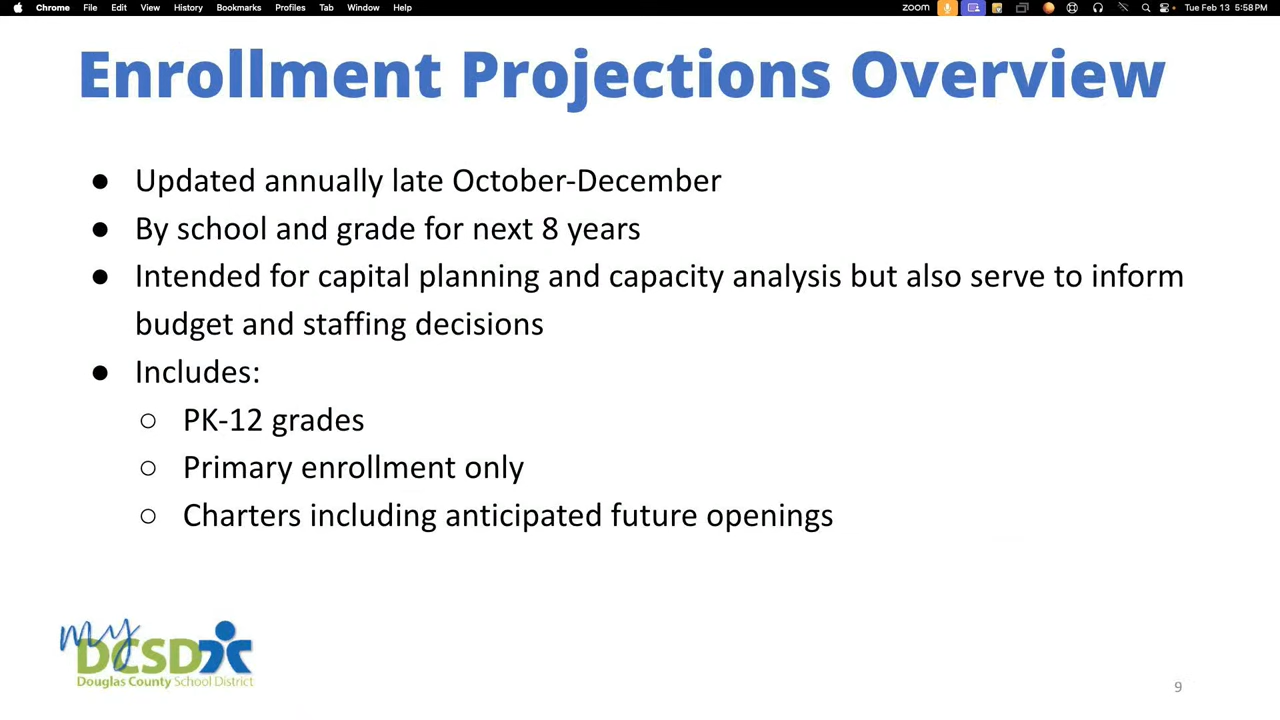 Chrome File Edit View History Bookmarks Profiles Tab Window Help zoom Tue Feb 13 5:58 PM
Enrollment Projections Overview
● Updated annually late October-December
● By school and grade for next 8 years
● Intended for capital planning and capacity analysis but also serve to inform
budget and staffing decisions
● Includes:
○ PK-12 grades
○ Primary enrollment only
○ Charters including anticipated future openings
my
DCSD
Douglas County School District
9